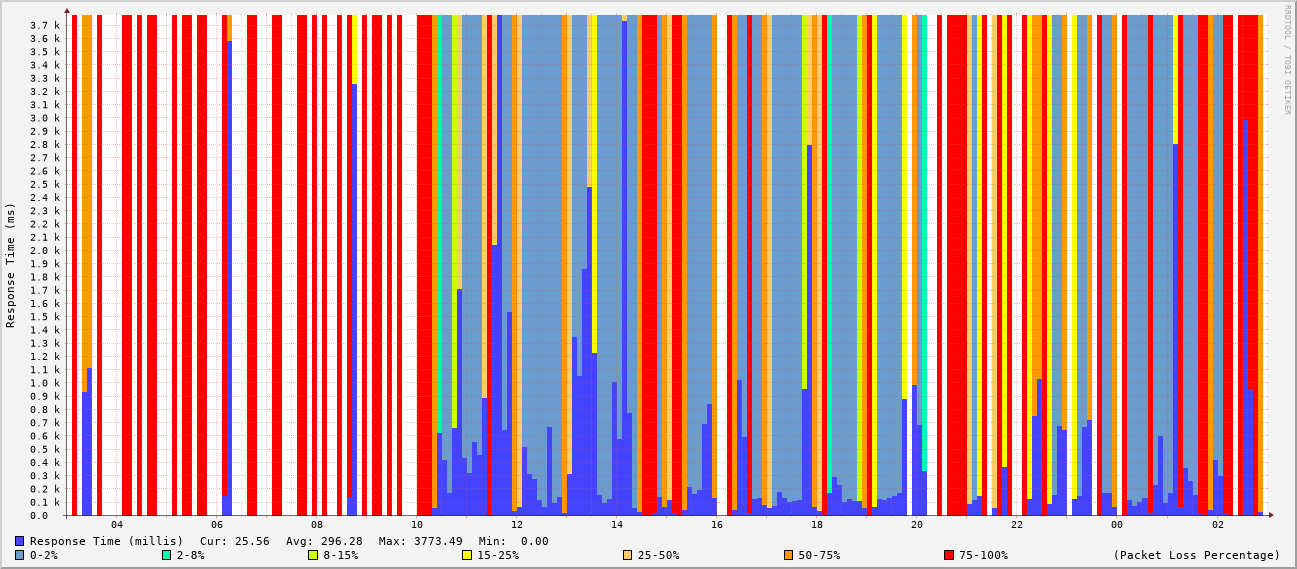 3.7 k
3.6 k
3.5 k
3.4 k
3.3 k
3.2 k
3.1 k
3.0 k
2.9 k
2.8 k
2.7 k
2.6 k
2.5 k
2.4 k
2.3 k
2.2 k
2.1 k
2.0 k
1.9 k
1.8 k
1.7 k
1.6 k
1.5 k
1.4 k
1.3 k
1.2 k
1.1 k
1.0 k
0.9 k
0.8 k
0.7 k
0.6 k
0.5 k
0.4 k
0.3 k
0.2 k
0.1 k
0.0
Response Time (ms)
RRDTOOL / TOBI OETIKER
04 06 08 10 12 14 16 18 20 22 00 02
Response Time (millis) Cur: 25.56 Avg: 296.28 Max: 3773.49 Min: 0.00
0-2% 2-8% 8-15% 15-25% 25-50% 50-75% 75-100% (Packet Loss Percentage)